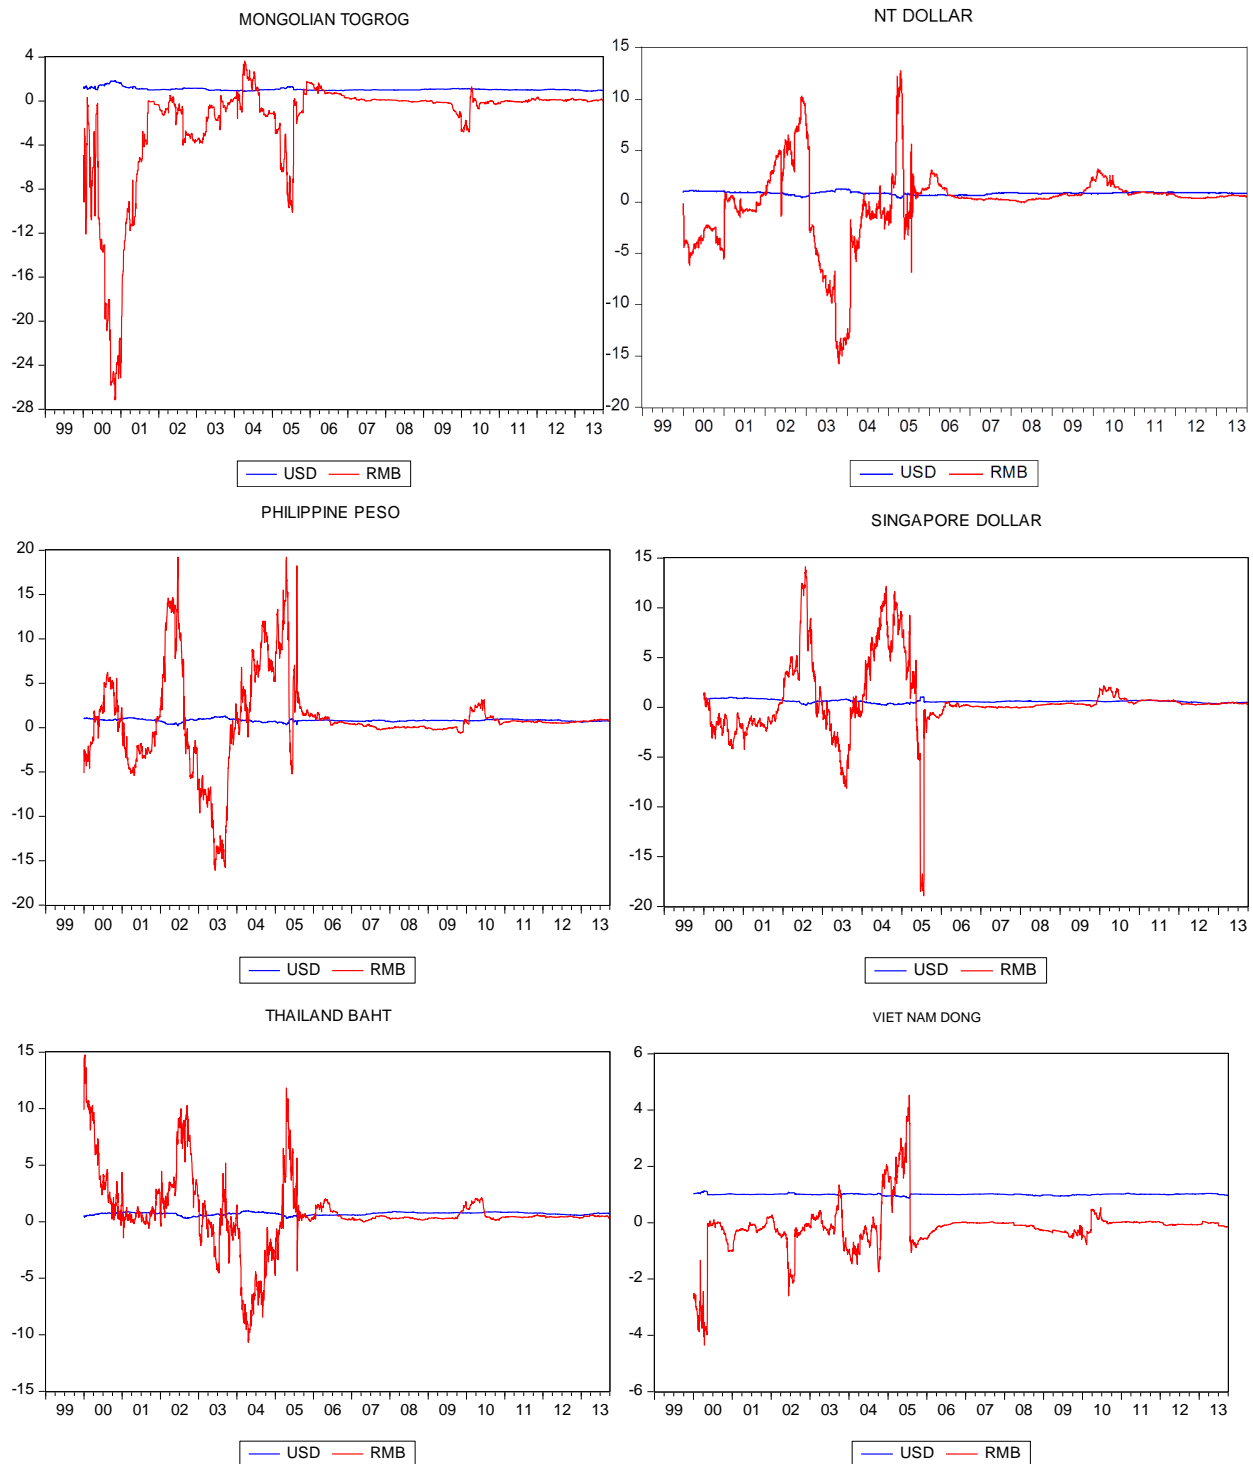 MONGOLIAN TOGROG
4
0
-4
-8
-12
-16
-20
-24
-28
99 00 01 02 03 04 05 06 07 08 09 10 11 12 13
USD RMB
NT DOLLAR
15
10
5
0
-5
-10
-15
-20
99 00 01 02 03 04 05 06 07 08 09 10 11 12 13
USD RMB
PHILIPPINE PESO
20
15
10
5
0
-5
-10
-15
-20
99 00 01 02 03 04 05 06 07 08 09 10 11 12 13
USD RMB
SINGAPORE DOLLAR
15
10
5
0
-5
-10
-15
-20
99 00 01 02 03 04 05 06 07 08 09 10 11 12 13
USD RMB
THAILAND BAHT
15
10
5
0
-5
-10
-15
99 00 01 02 03 04 05 06 07 08 09 10 11 12 13
USD RMB
VIET NAM DONG
6
4
2
0
-2
-4
-6
99 00 01 02 03 04 05 06 07 08 09 10 11 12 13
USD RMB